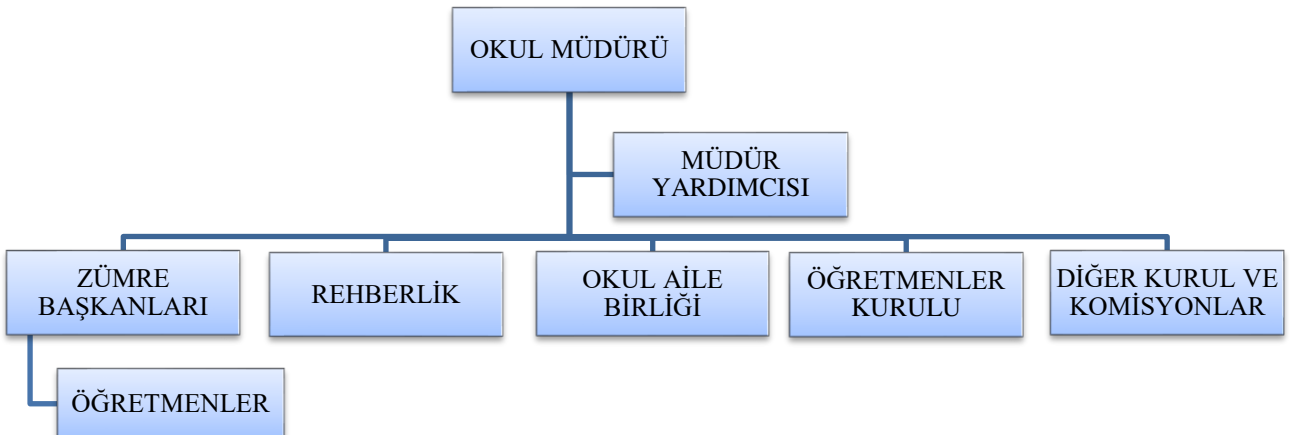 OKUL MÜDÜRÜ
MÜDÜR
YARDIMCISI
ZÜMRE
BAŞKANLARI
REHBERLİK
OKUL AİLE
BİRLİĞİ
ÖĞRETMENLER
KURULU
DİĞER KURUL VE
KOMİSYONLAR
ÖĞRETMENLER